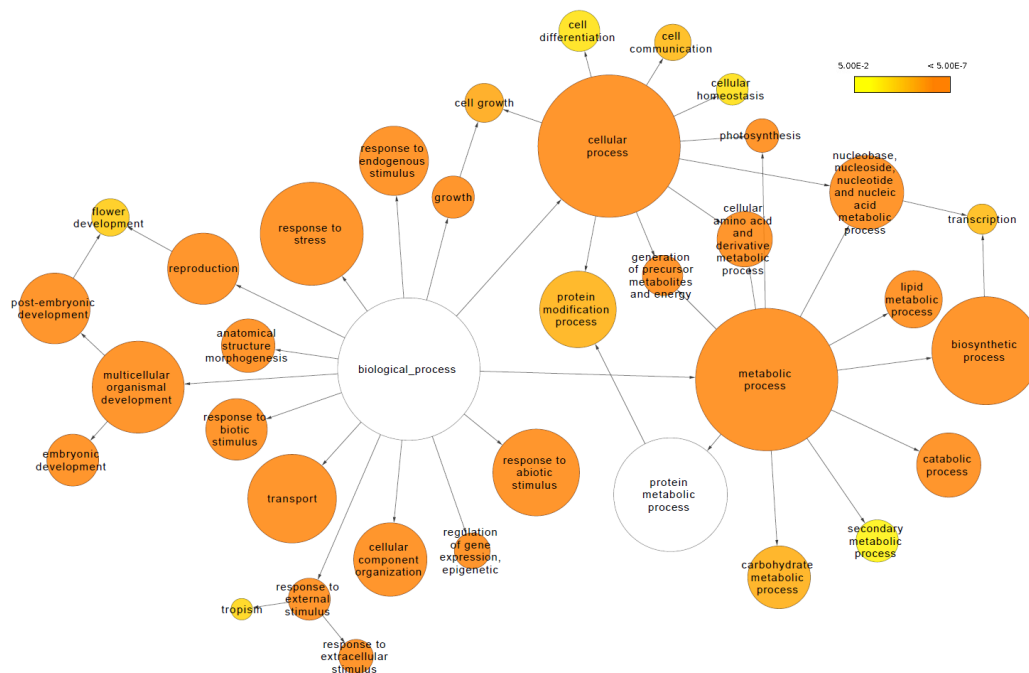 cell
differentiation
cell
communication
5.00E-2
< 5.00E-7
cellular
homeostasis
cell growth
cellular
process
photosynthesis
response to
endogenous
stimulus
nucleobase,
nucleoside,
nucleotide
and nucleic
acid
metabolic
process
growth
flower
development
response to
stress
cellular
amino acid
and
derivative
metabolic
process
transcription
reproduction
generation of
precursor
metabolites
and energy
post-embryonic
development
protein
modification
process
lipid
metabolic
process
anatomical
structure
morphogenesis
biosynthetic
process
biological_process
metabolic
process
multicellular
organismal
development
response to
biotic
stimulus
embryonic
development
response to
abiotic
stimulus
catabolic
process
protein
metabolic
process
transport
secondary
metabolic
process
regulation
of gene
expression,
epigenetic
cellular
component
organization
carbohydrate
metabolic
process
response to
external
stimulus
tropism
response to
extracellular
stimulus